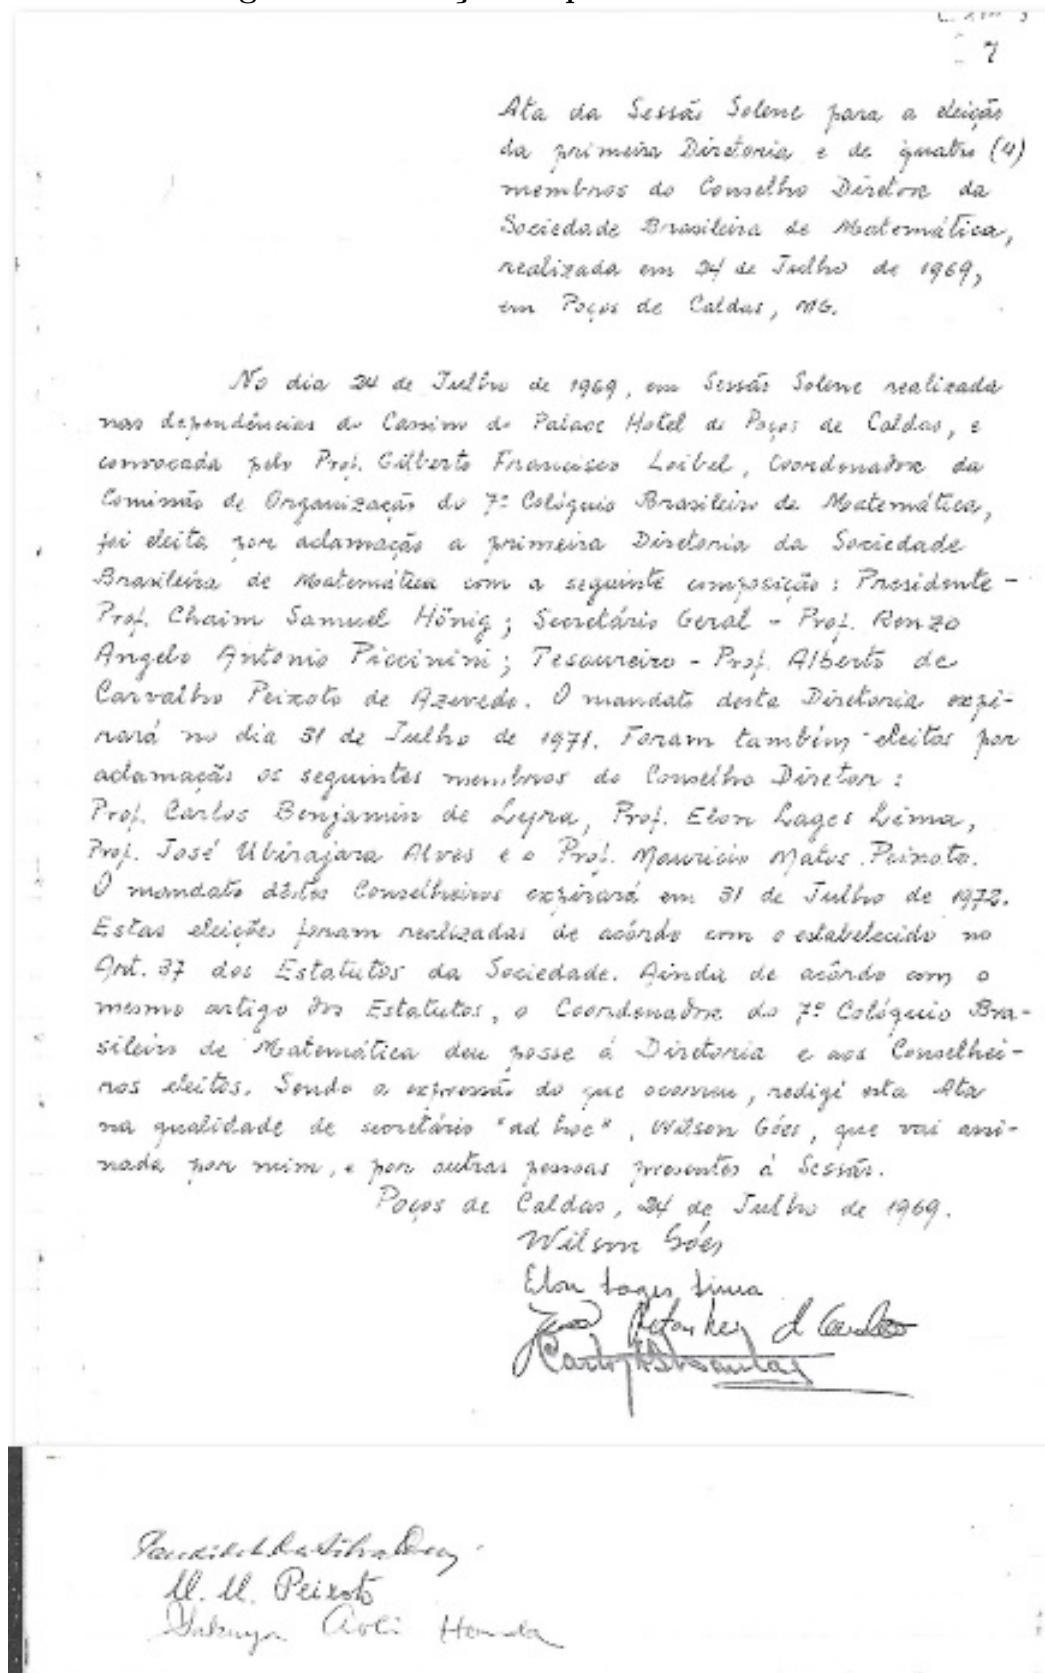 7
Ata da Sessão Solene para a eleição
da primeira Diretoria e de quatro (4)
membros do Conselho Diretor da
Sociedade Brasileira de Matemática,
realizada em 24 de Julho de 1969,
em Poços de Caldas, MG.
No dia 24 de Julho de 1969, em Sessão Solene realizada
nas dependências do Cassino do Palace Hotel de Poços de Caldas, e
convocada pelo Prof. Gilberto Francisco Loibel, Coordenador da
Comissão de Organização do 7º Colóquio Brasileiro de Matemática,
foi eleita por aclamação a primeira Diretoria da Sociedade
Brasileira de Matemática com a seguinte composição: Presidente -
Prof. Chaim Samuel Hönig; Secretário Geral - Prof. Renzo
Angelo Antonio Piccinini; Tesoureiro - Prof. Alberto de
Carvalho Peixoto de Azevedo. O mandato desta Diretoria expi-
rará no dia 31 de Julho de 1971. Foram também eleitos por
aclamação os seguintes membros do Conselho Diretor:
Prof. Carlos Benjamin de Lyra, Prof. Elon Lages Lima,
Prof. José Ubirajara Alves e o Prof. Mauricio Matos Peixoto.
O mandato dêstes Conselheiros expirará em 31 de Julho de 1973.
Estas eleições foram realizadas de acôrdo com o estabelecido no
Art. 37 dos Estatutos da Sociedade. Ainda de acôrdo com o
mesmo artigo dos Estatutos, o Coordenador do 7º Colóquio Bra-
sileiro de Matemática deu posse à Diretoria e aos Conselhei-
ros eleitos. Sendo a expressão do que ocorreu, redigi esta Ata
na qualidade de secretário "ad hoc", Wilson Góes, que vai assi-
nada por mim, e por outras pessoas presentes à Sessão.
Poços de Caldas, 24 de Julho de 1969.
Wilson Góes
Elon Lages Lima
Carlos
da Silva
M. M. Peixoto
Aoki Honda